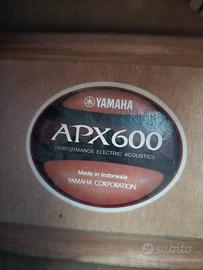 YAMAHA
APX600
PERFORMANCE ELECTRIC ACOUSTICS
Made in Indonesia
YAMAHA CORPORATION
subito